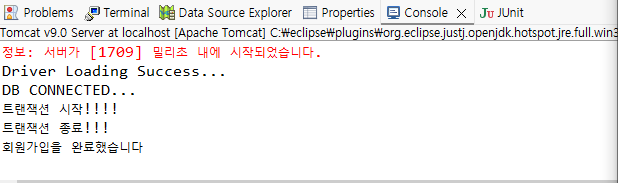 Problems Terminal Data Source Explorer Properties Console JUnit
Tomcat v9.0 Server at localhost [Apache Tomcat] C:₩eclipse₩plugins₩org.eclipse.justj.openjdk.hotspot.jre.full.win3
정보: 서버가 [1709] 밀리초 내에 시작되었습니다.
Driver Loading Success...
DB CONNECTED...
트랜잭션 시작!!!!
트랜잭션 종료!!!
회원가입을 완료했습니다